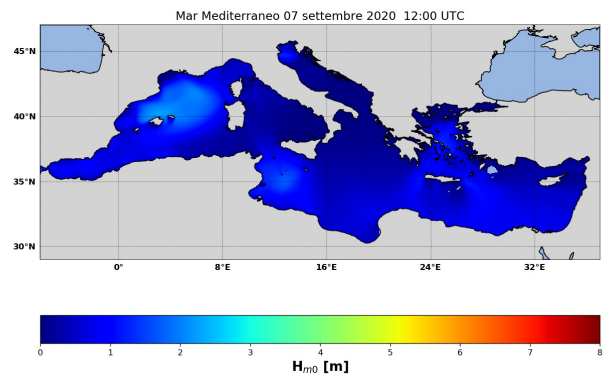 Mar Mediterraneo 07 settembre 2020  12:00 UTC
45°N
40°N
35°N
30°N
0° 8°E 16°E 24°E 32°E
0 1 2 3 4 5 6 7 8
Hm0 [m]